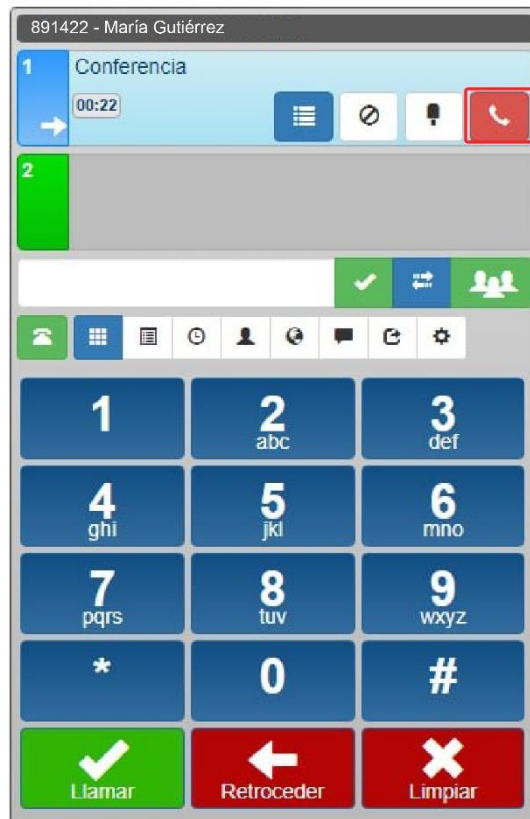 891422 - María Gutiérrez
1
Conferencia
00:22
2
1
2
abc
3
def
4
ghi
5
jkl
6
mno
7
pqrs
8
tuv
9
wxyz
*
0
#
Llamar
Retroceder
Limpiar